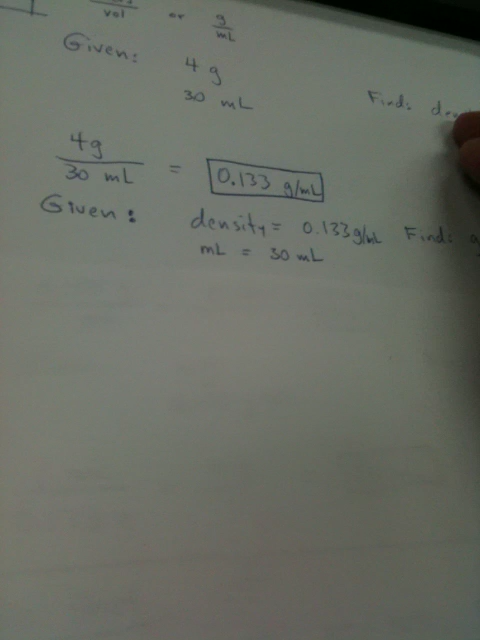 vol or g/mL
Given: 4 g
30 mL Find:
4g / 30 mL = 0.133 g/mL
Given: density = 0.133 g/mL Find:
mL = 30 mL